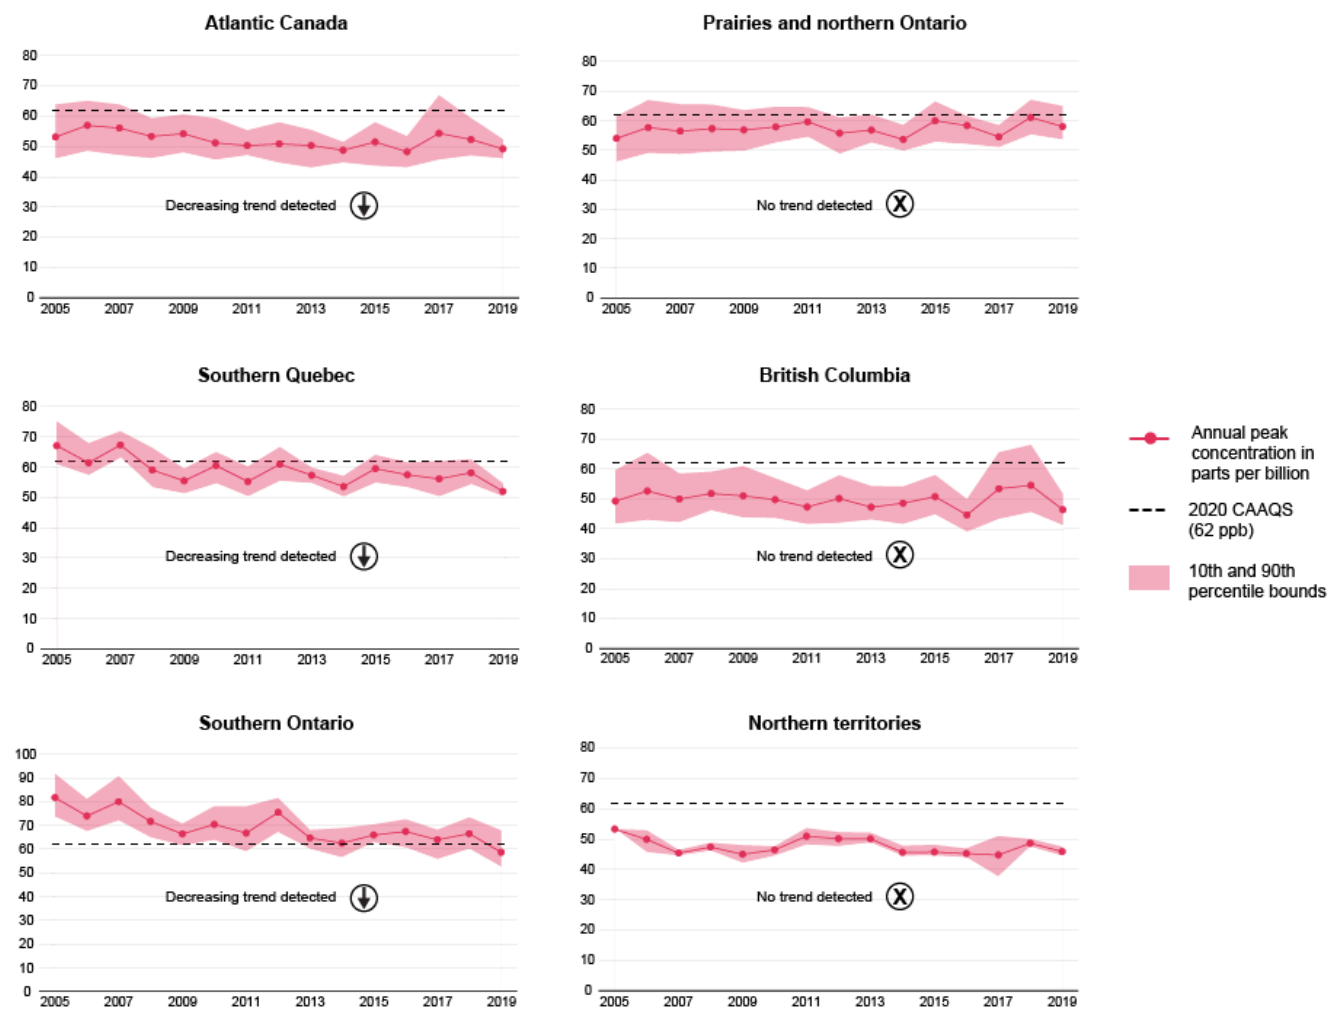 Atlantic Canada
80
70
60
50
40
30
20
10
0
Decreasing trend detected
2005 2007 2009 2011 2013 2015 2017 2019
Prairies and northern Ontario
80
70
60
50
40
30
20
10
0
No trend detected X
2005 2007 2009 2011 2013 2015 2017 2019
Southern Quebec
80
70
60
50
40
30
20
10
0
Decreasing trend detected
2005 2007 2009 2011 2013 2015 2017 2019
British Columbia
80
70
60
50
40
30
20
10
0
No trend detected X
2005 2007 2009 2011 2013 2015 2017 2019
Annual peak
concentration in
parts per billion
2020 CAAQS
(62 ppb)
10th and 90th
percentile bounds
Southern Ontario
100
90
80
70
60
50
40
30
20
10
0
Decreasing trend detected
2005 2007 2009 2011 2013 2015 2017 2019
Northern territories
80
70
60
50
40
30
20
10
0
No trend detected X
2005 2007 2009 2011 2013 2015 2017 2019